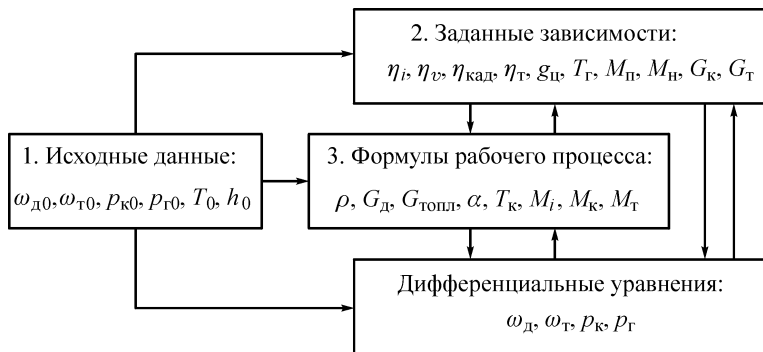 2. Заданные зависимости:
η_i, η_v, η_кад, η_т, g_ц, T_г, M_п, M_н, G_к, G_т
1. Исходные данные:
ω_д0, ω_т0, p_к0, p_г0, T_0, h_0
3. Формулы рабочего процесса:
ρ, G_д, G_топл, α, T_к, M_i, M_к, M_т
Дифференциальные уравнения:
ω_д, ω_т, p_к, p_г